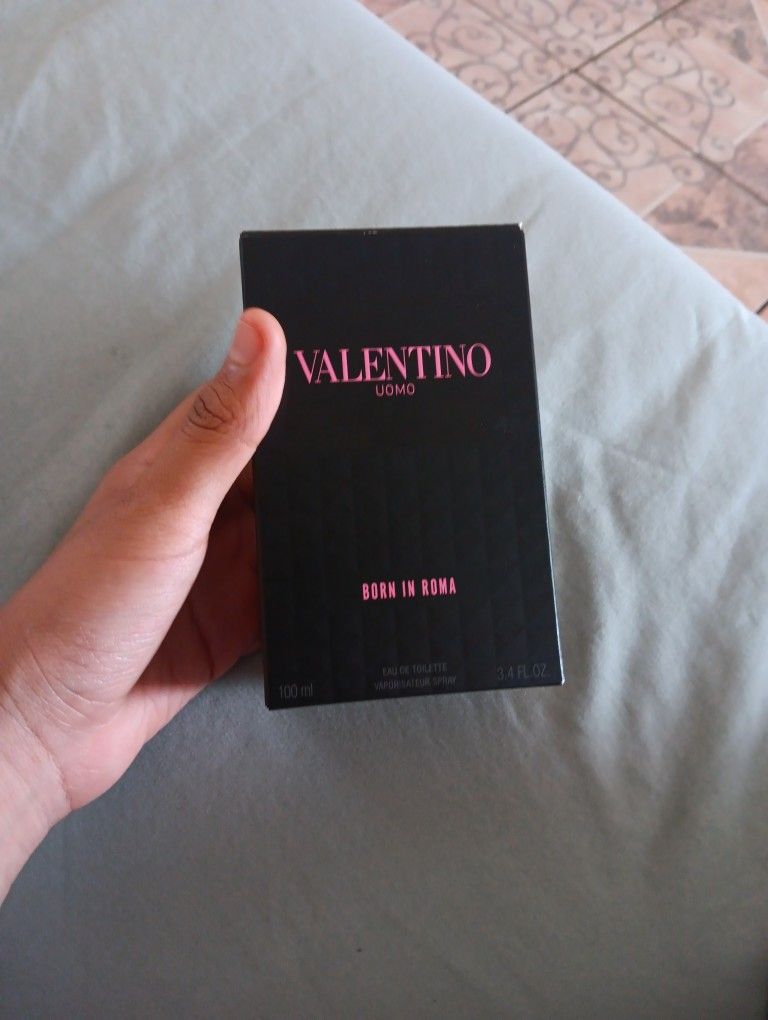 VALENTINO
UOMO
BORN IN ROMA
EAU DE TOILETTE
VAPORISATEUR SPRAY
100 ml
3.4 FL.OZ.